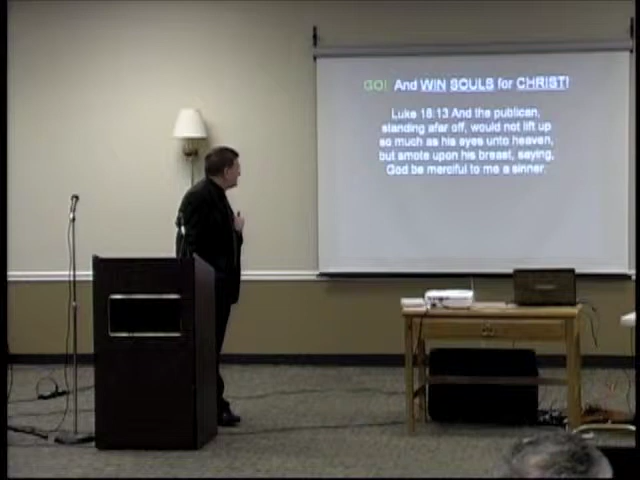 GO! And WIN SOULS for CHRIST!
Luke 18:13 And the publican,
standing afar off, would not lift up
so much as his eyes unto heaven,
but smote upon his breast, saying,
God be merciful to me a sinner.